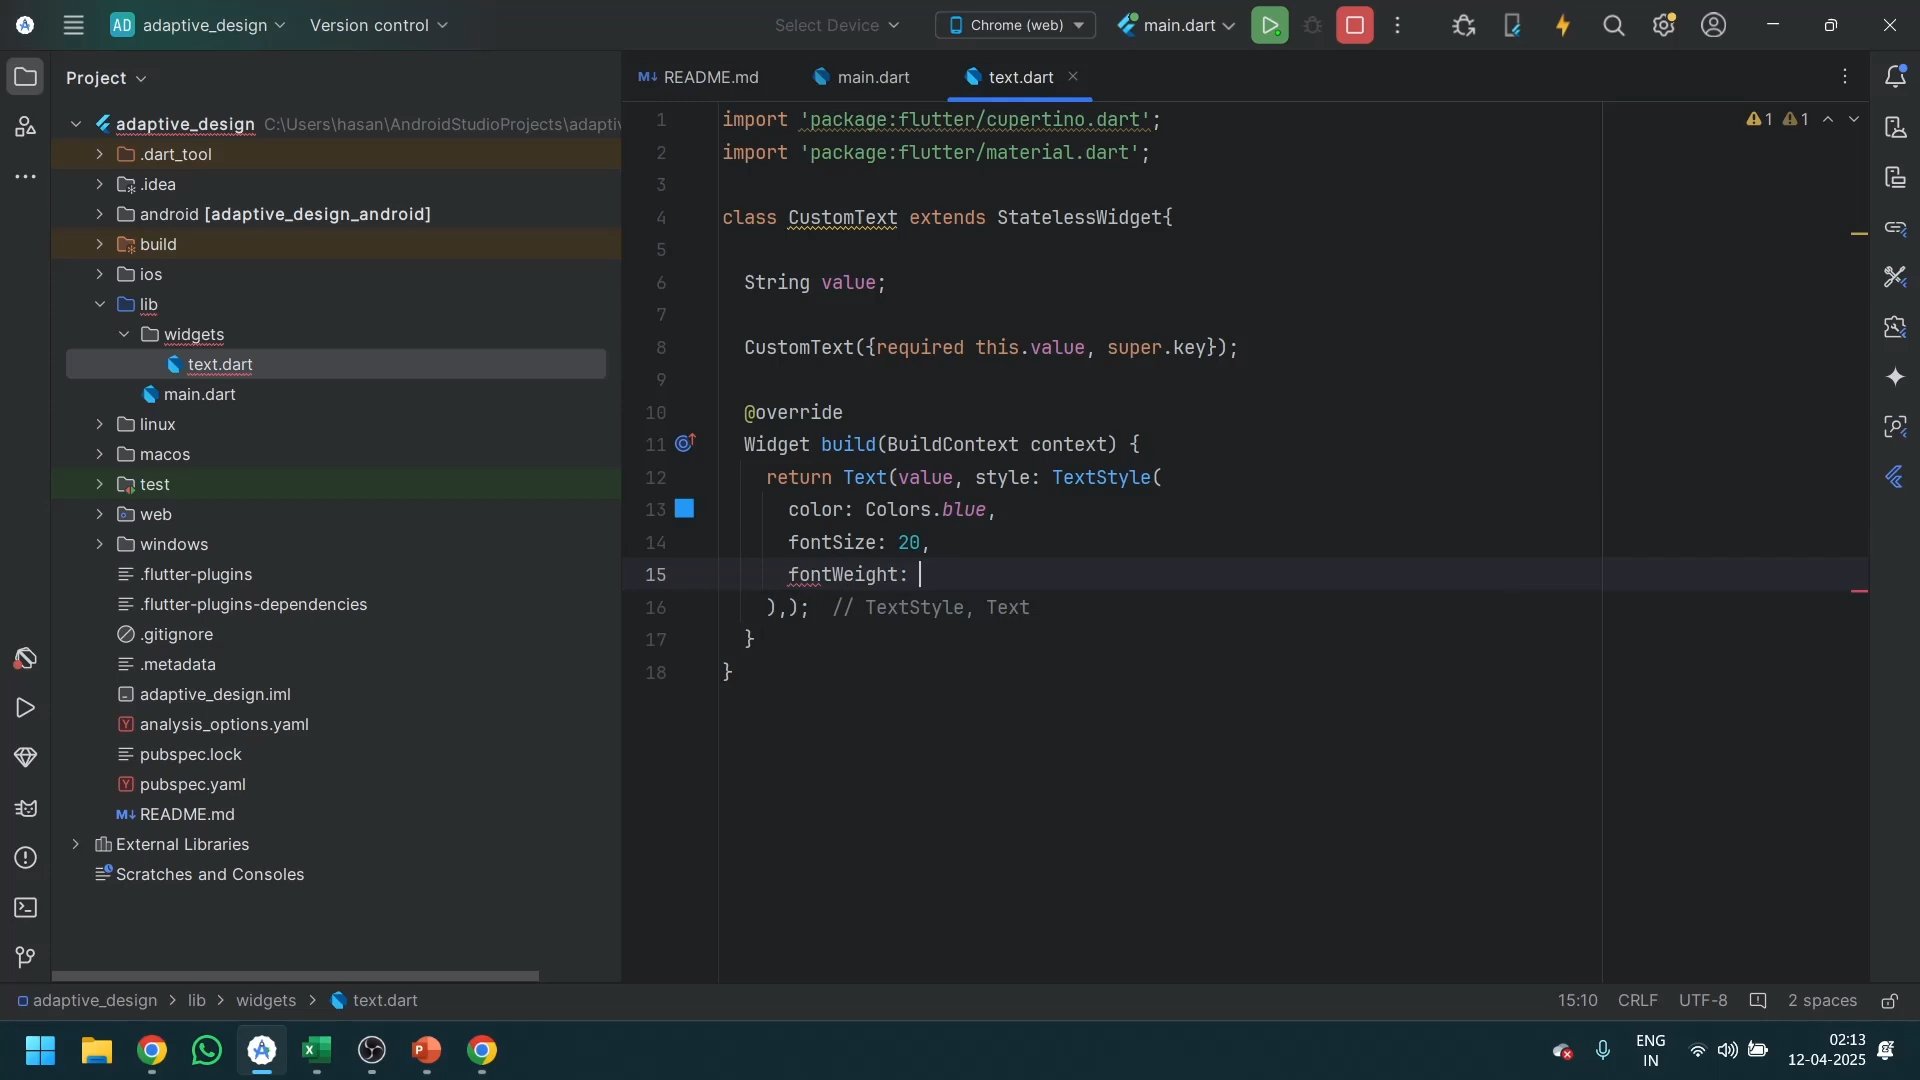 AD adaptive_design
Version control
Select Device
Chrome (web)
main.dart
Project
README.md
main.dart
text.dart
adaptive_design C:\Users\hasan\AndroidStudioProjects\adapti
.dart_tool
.idea
android [adaptive_design_android]
build
ios
lib
widgets
text.dart
main.dart
linux
macos
test
web
windows
.flutter-plugins
.flutter-plugins-dependencies
.gitignore
.metadata
adaptive_design.iml
analysis_options.yaml
pubspec.lock
pubspec.yaml
README.md
External Libraries
Scratches and Consoles
1 import 'package:flutter/cupertino.dart';
2 import 'package:flutter/material.dart';
3
4 class CustomText extends StatelessWidget{
5
6 String value;
7
8 CustomText({required this.value, super.key});
9
10 @override
11 Widget build(BuildContext context) {
12 return Text(value, style: TextStyle(
13 color: Colors.blue,
14 fontSize: 20,
15 fontWeight:
16 ),); // TextStyle, Text
17 }
18 }
1 1
adaptive_design > lib > widgets > text.dart
15:10 CRLF UTF-8 2 spaces
ENG
IN
02:13
12-04-2025